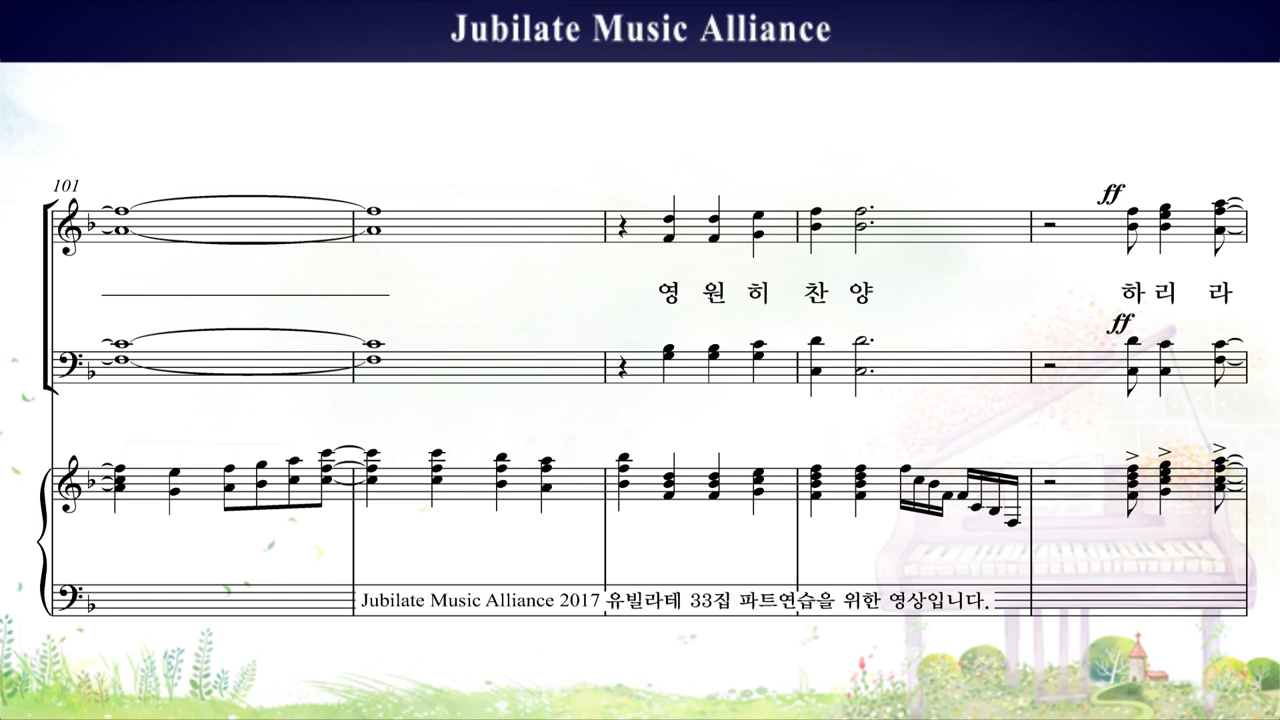 Jubilate Music Alliance
101
ff
영 원 히 찬 양 하 리 라
ff
Jubilate Music Alliance 2017 유빌라테 33집 파트연습을 위한 영상입니다.